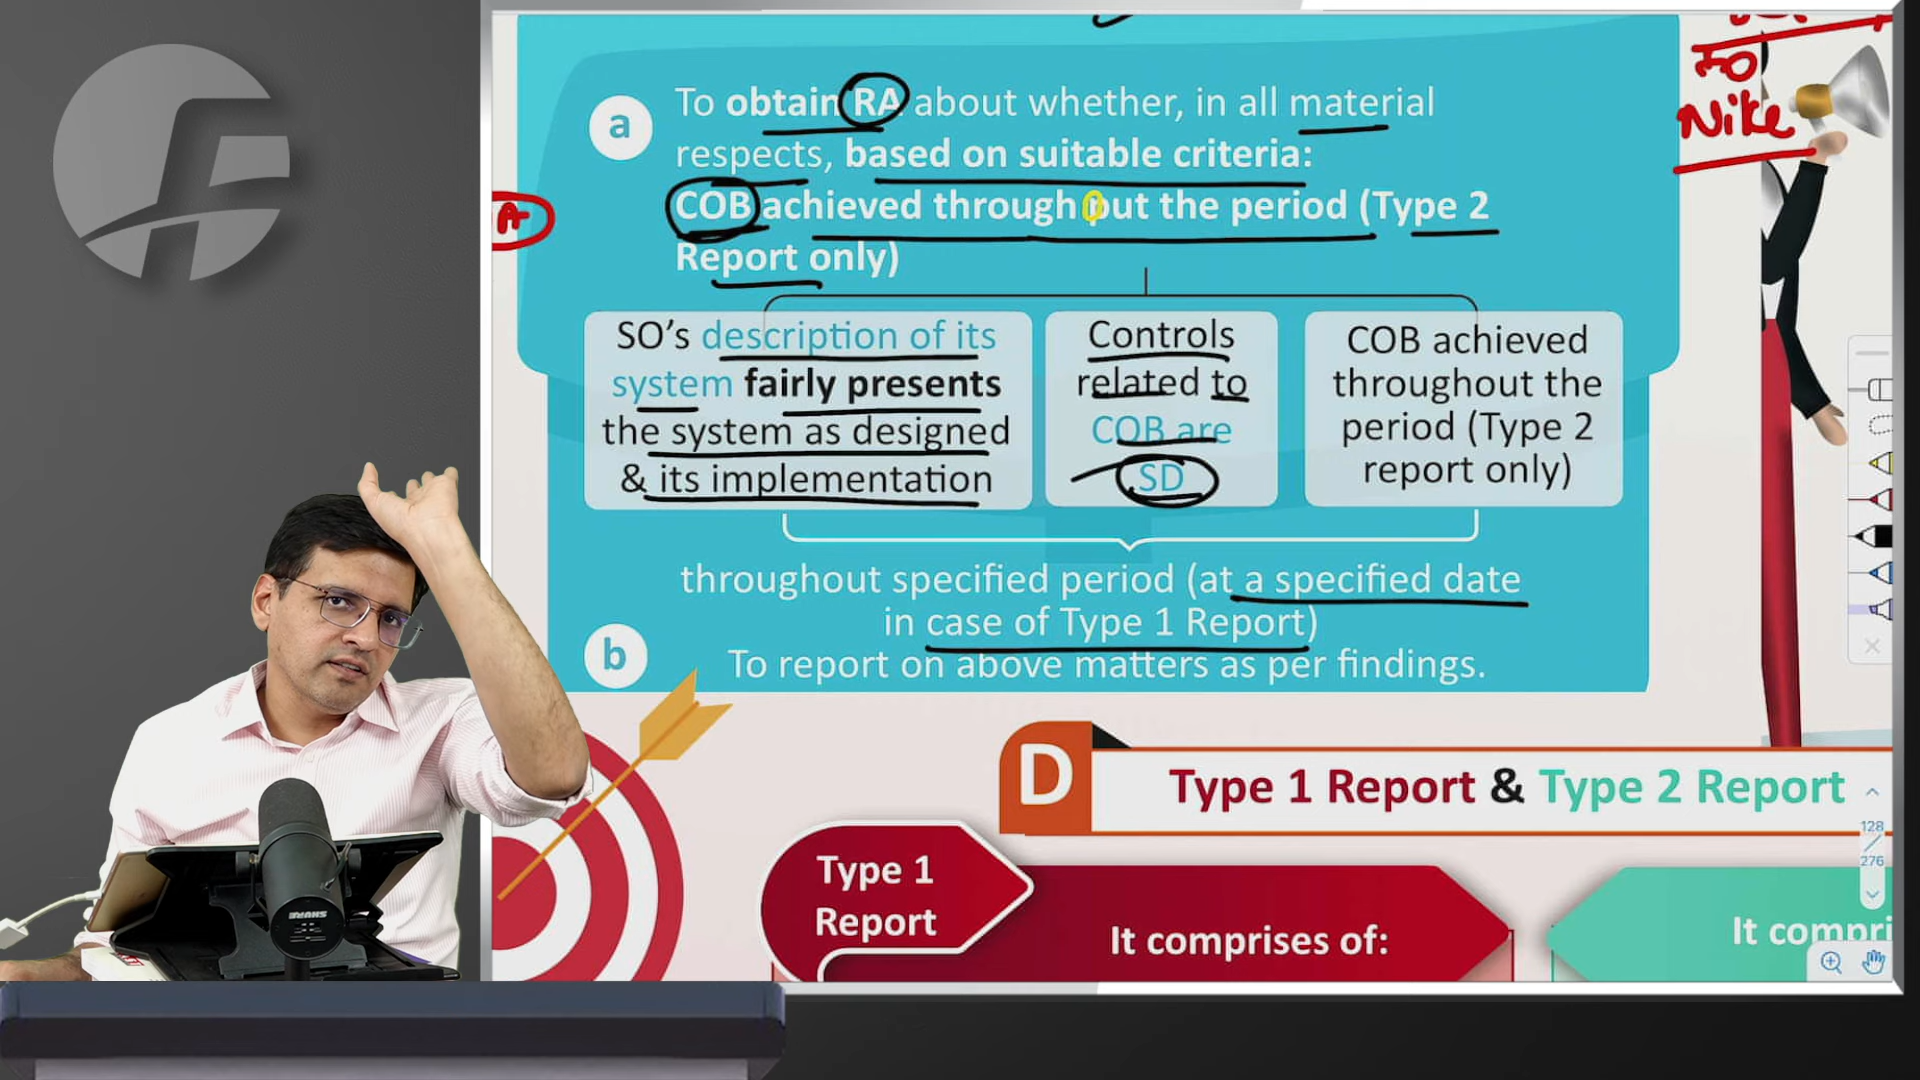 To
Nike
a
To obtain RA about whether, in all material
respects, based on suitable criteria:
COB achieved throughout the period (Type 2
Report only)
A
SO's description of its
system fairly presents
the system as designed
& its implementation
Controls
related to
COB are
SD
COB achieved
throughout the
period (Type 2
report only)
throughout specified period (at a specified date
in case of Type 1 Report)
b
To report on above matters as per findings.
D
Type 1 Report & Type 2 Report
128
276
Type 1
Report
It comprises of:
It compri
SHURE